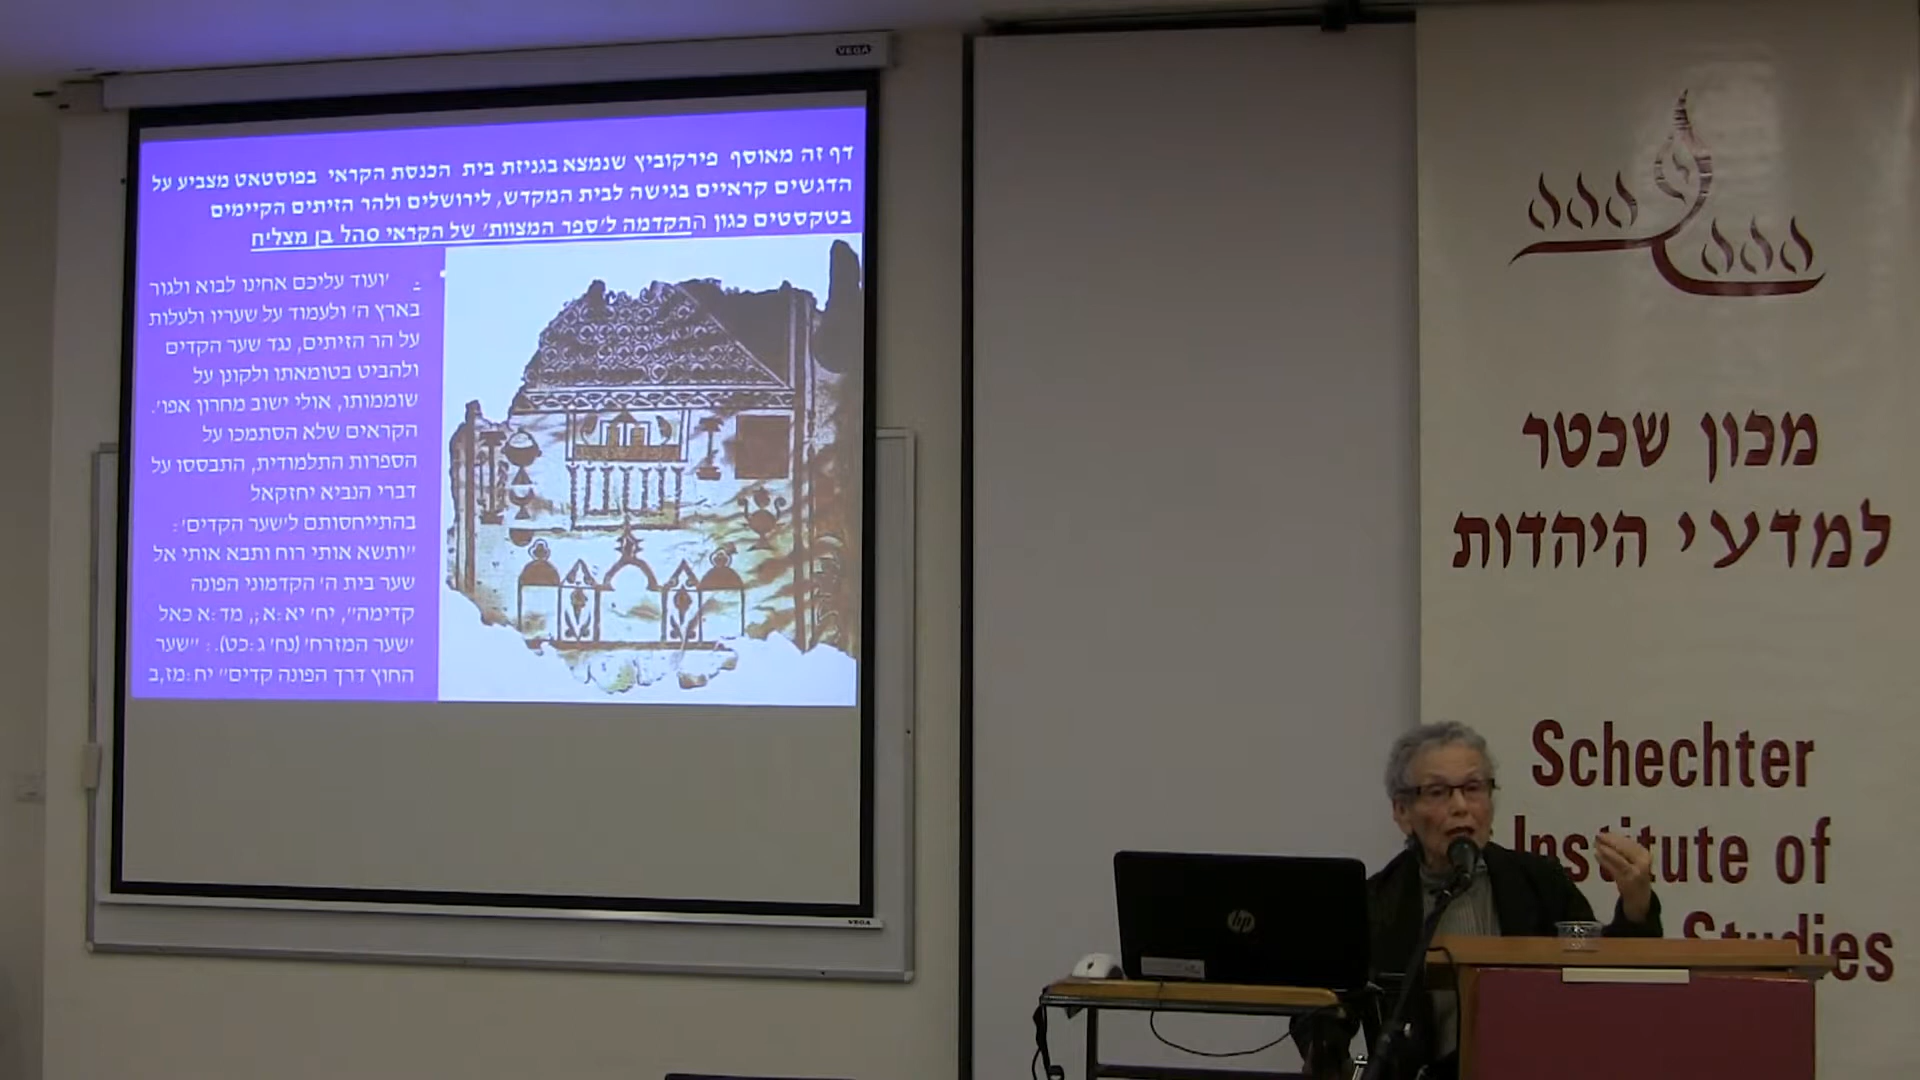 VEGA
דף זה מאוסף פירקוביץ שנמצא בגניזת בית הכנסת הקראי בפוסטאט מצביע על
הדגשים קראיים בגישה לבית המקדש, לירושלים ולהר הזיתים הקיימים
בטקסטים כגון ההקדמה ל'ספר המצוות' של הקראי סהל בן מצליח
'ועוד עליכם אחינו לבוא ולגור
בארץ ה' ולעמוד על שעריו ולעלות
על הר הזיתים, נגד שער הקדים
ולהביט בטומאתו ולקונן על
שוממותו, אולי ישוב מחרון אפו'.
הקראים שלא הסתמכו על
הספרות התלמודית, התבססו על
דברי הנביא יחזקאל
בהתייחסותם ל'שער הקדים' :
''ותשא אותי רוח ותבא אותי אל
שער בית ה' הקדמוני הפונה
קדימה'', יח' יא :א ;, מד :א כאל
'שער המזרח' (נח' ג :כט). : ''שער
החוץ דרך הפונה קדים'' יח :מז,ב
VEGA
מכון שכטר
למדעי היהדות
Schechter
Institute of
Studies
hp